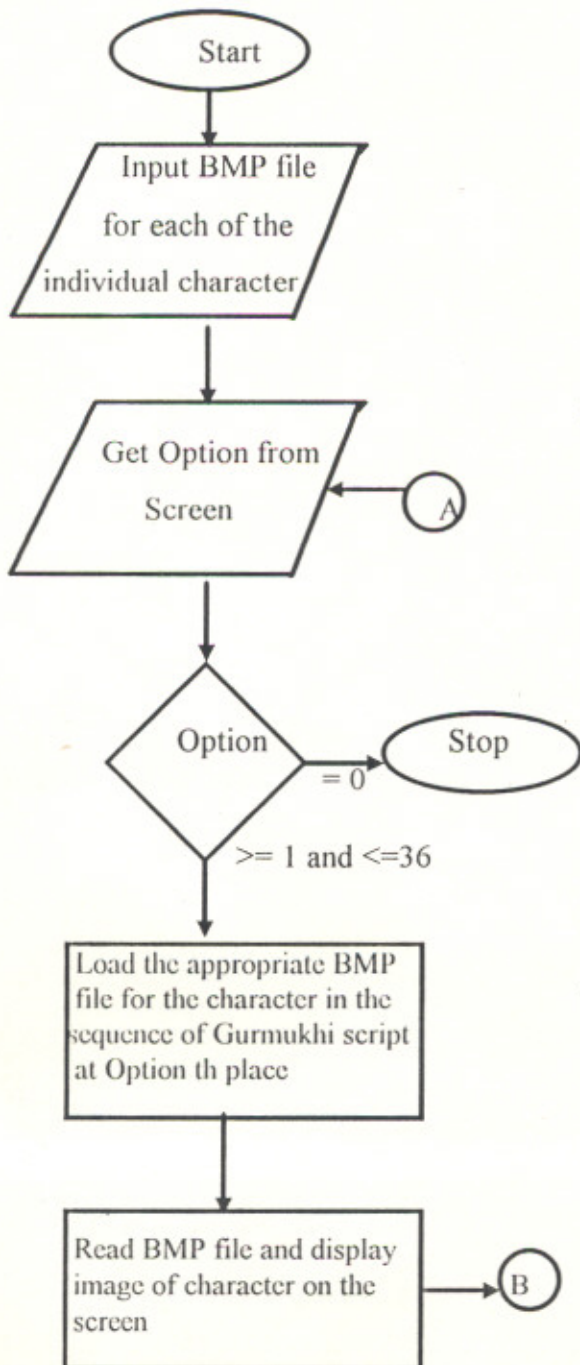 Start
Input BMP file
for each of the
individual character
Get Option from
Screen
A
Option
Stop
= 0
>= 1 and <=36
Load the appropriate BMP
file for the character in the
sequence of Gurmukhi script
at Option th place
Read BMP file and display
image of character on the
screen
B